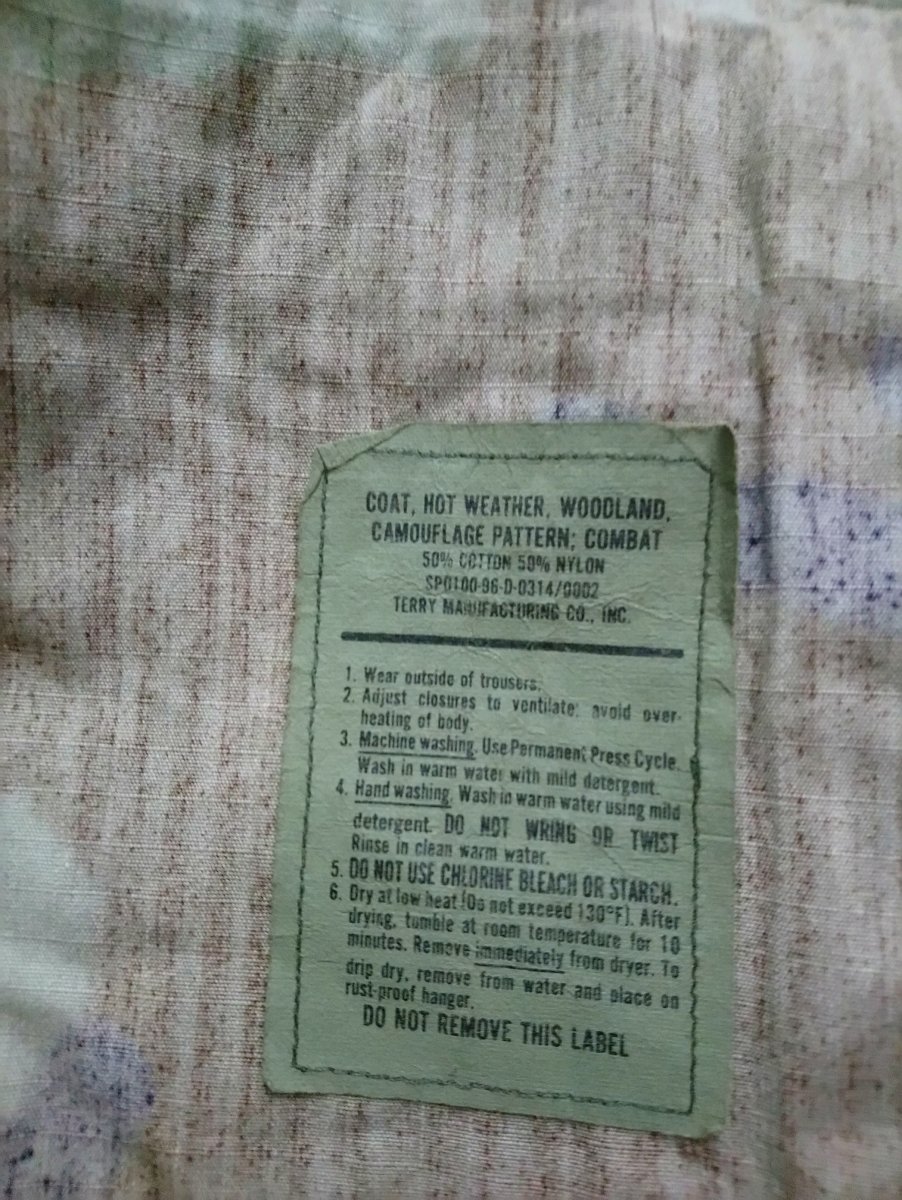 COAT, HOT WEATHER, WOODLAND,
CAMOUFLAGE PATTERN; COMBAT
50% COTTON 50% NYLON
SPO100-96-D-0314/0002
TERRY MANUFACTURING CO., INC.
1. Wear outside of trousers.
2. Adjust closures to ventilate: avoid over-
heating of body.
3. Machine washing. Use Permanent Press Cycle.
Wash in warm water with mild detergent.
4. Hand washing. Wash in warm water using mild
detergent. DO NOT WRING OR TWIST
Rinse in clean warm water.
5. DO NOT USE CHLORINE BLEACH OR STARCH.
6. Dry at low heat (Do not exceed 130°F). After
drying, tumble at room temperature for 10
minutes. Remove immediately from dryer. To
drip dry, remove from water and place on
rust-proof hanger.
DO NOT REMOVE THIS LABEL